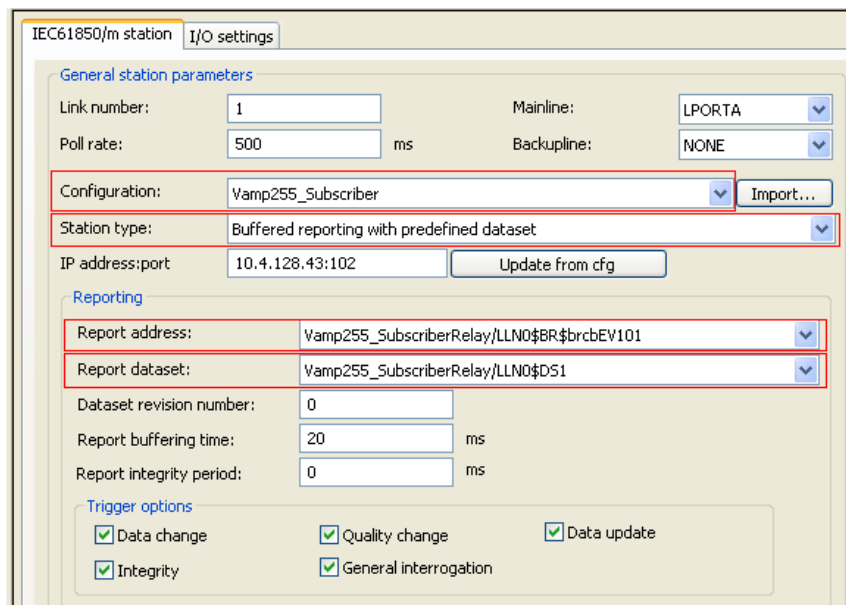 IEC61850/m station I/O settings
General station parameters
Link number: 1 Mainline: LPORTA
Poll rate: 500 ms Backupline: NONE
Configuration: Vamp255_Subscriber Import...
Station type: Buffered reporting with predefined dataset
IP address:port 10.4.128.43:102 Update from cfg
Reporting
Report address: Vamp255_SubscriberRelay/LLN0$BR$brcbEV101
Report dataset: Vamp255_SubscriberRelay/LLN0$DS1
Dataset revision number: 0
Report buffering time: 20 ms
Report integrity period: 0 ms
Trigger options
Data change Quality change Data update
Integrity General interrogation